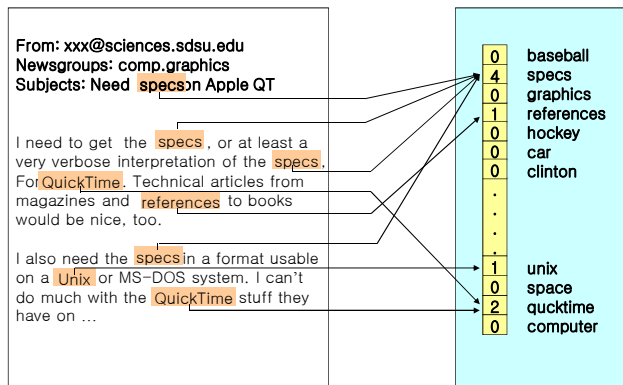 From: xxx@sciences.sdsu.edu
Newsgroups: comp.graphics
Subjects: Need specs on Apple QT
I need to get the specs, or at least a
very verbose interpretation of the specs,
For QuickTime. Technical articles from
magazines and references to books
would be nice, too.
I also need the specs in a format usable
on a Unix or MS-DOS system. I can't
do much with the QuickTime stuff they
have on ...
0 baseball
4 specs
0 graphics
1 references
0 hockey
0 car
0 clinton
.
.
.
.
1 unix
0 space
2 qucktime
0 computer